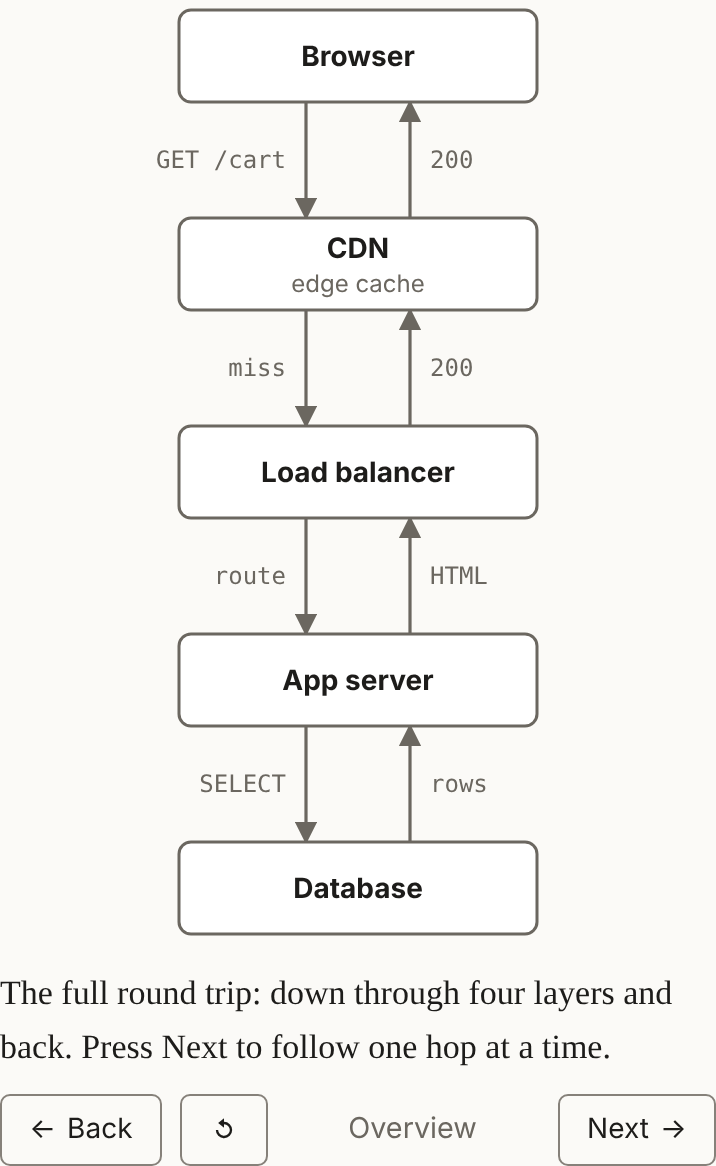 Browser
GET /cart
200
CDN
edge cache
miss
200
Load balancer
route
HTML
App server
SELECT
rows
Database
The full round trip: down through four layers and
back. Press Next to follow one hop at a time.
← Back
Overview
Next →